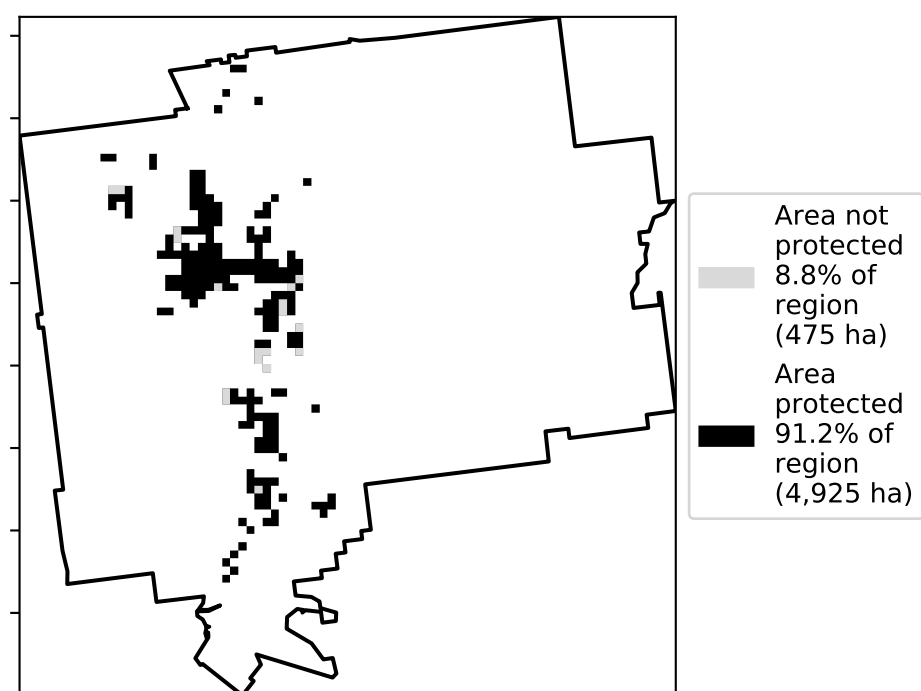 Area not
protected
8.8% of
region
(475 ha)
Area
protected
91.2% of
region
(4,925 ha)